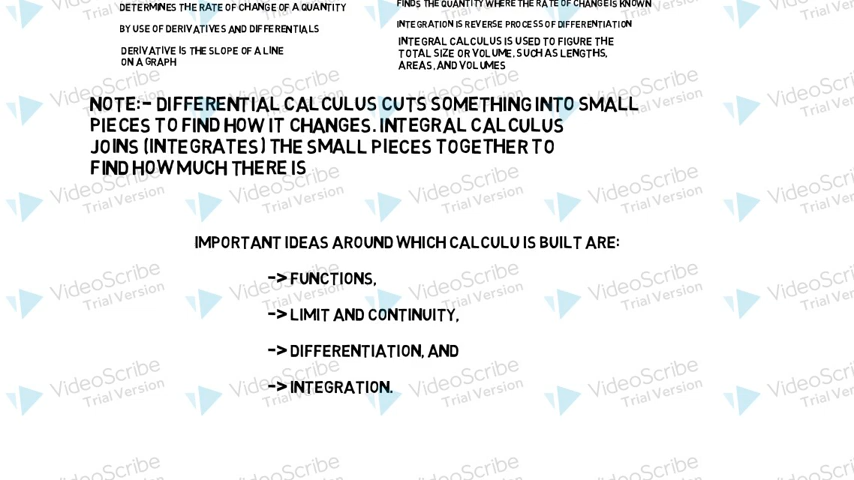 DETERMINES THE RATE OF CHANGE OF A QUANTITY
BY USE OF DERIVATIVES AND DIFFERENTIALS
DERIVATIVE IS THE SLOPE OF A LINE
ON A GRAPH
FINDS THE QUANTITY WHERE THE RATE OF CHANGE IS KNOWN
INTEGRATION IS REVERSE PROCESS OF DIFFERENTIATION
INTEGRAL CALCULUS IS USED TO FIGURE THE
TOTAL SIZE OR VOLUME, SUCH AS LENGTHS,
AREAS, AND VOLUMES
NOTE:- DIFFERENTIAL CALCULUS CUTS SOMETHING INTO SMALL
PIECES TO FIND HOW IT CHANGES. INTEGRAL CALCULUS
JOINS (INTEGRATES) THE SMALL PIECES TOGETHER TO
FIND HOW MUCH THERE IS
IMPORTANT IDEAS AROUND WHICH CALCULU IS BUILT ARE:
-> FUNCTIONS,
-> LIMIT AND CONTINUITY,
-> DIFFERENTIATION, AND
-> INTEGRATION.
VideoScribe
Trial Version